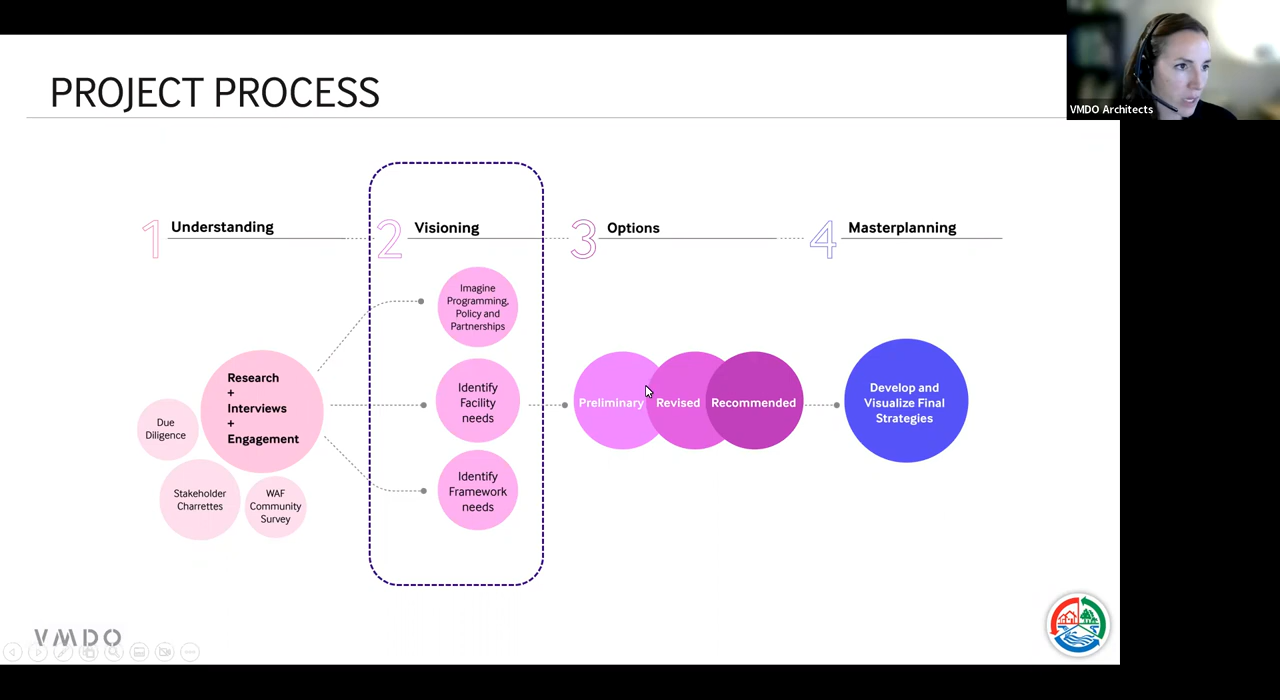 PROJECT PROCESS
VMDO Architects
1 Understanding
2 Visioning
3 Options
4 Masterplanning
Imagine
Programming,
Policy and
Partnerships
Research
+
Interviews
+
Engagement
Due
Diligence
Stakeholder
Charrettes
WAF
Community
Survey
Identify
Facility
needs
Identify
Framework
needs
Preliminary
Revised
Recommended
Develop and
Visualize Final
Strategies
VMDO